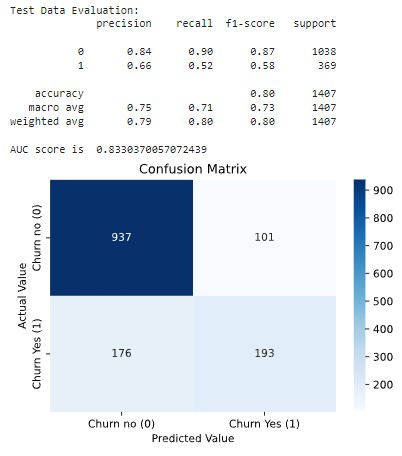 Test Data Evaluation:
precision recall f1-score support
0 0.84 0.90 0.87 1038
1 0.66 0.52 0.58 369
accuracy 0.80 1407
macro avg 0.75 0.71 0.73 1407
weighted avg 0.79 0.80 0.80 1407
AUC score is 0.8330370057072439
Confusion Matrix
Churn no (0)
937 101
Churn Yes (1)
176 193
Actual Value
Churn no (0) Churn Yes (1)
Predicted Value
900
800
700
600
500
400
300
200